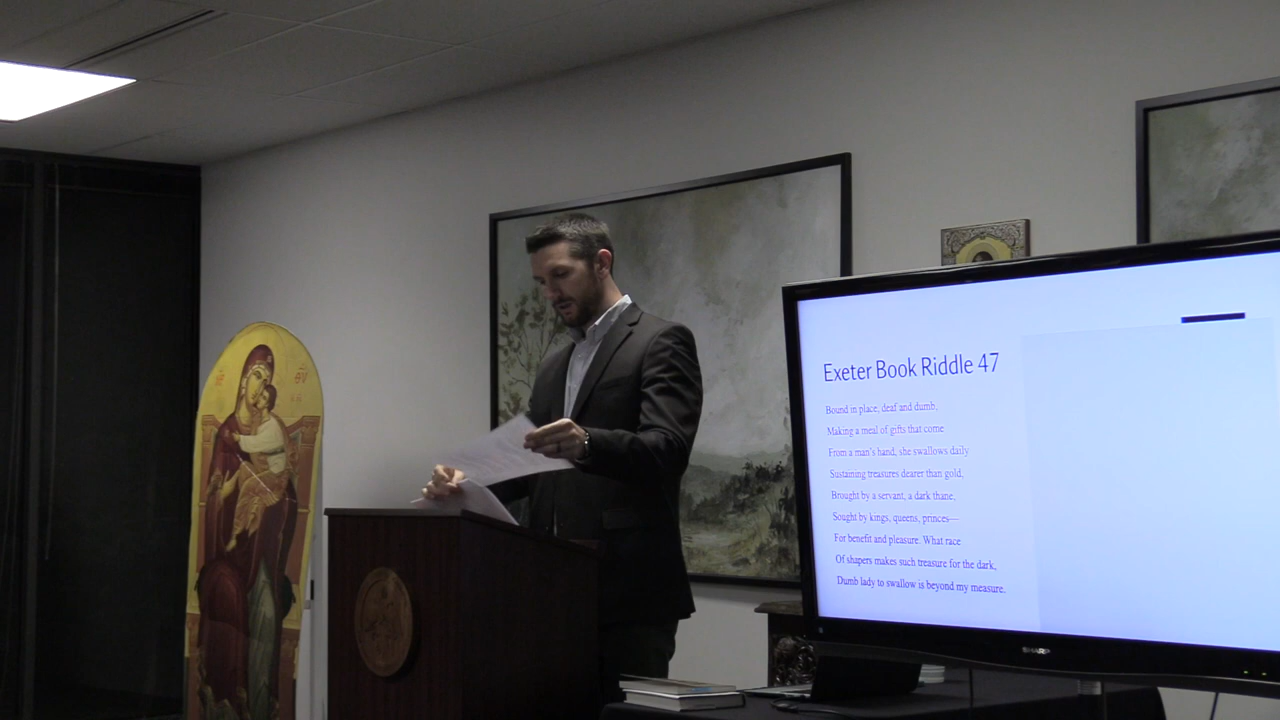 Exeter Book Riddle 47
Bound in place, deaf and dumb,
Making a meal of gifts that come
From a man's hand, she swallows daily
Sustaining treasures dearer than gold,
Brought by a servant, a dark thane,
Sought by kings, queens, princes—
For benefit and pleasure. What race
Of shapers makes such treasure for the dark,
Dumb lady to swallow is beyond my measure.
SHARP